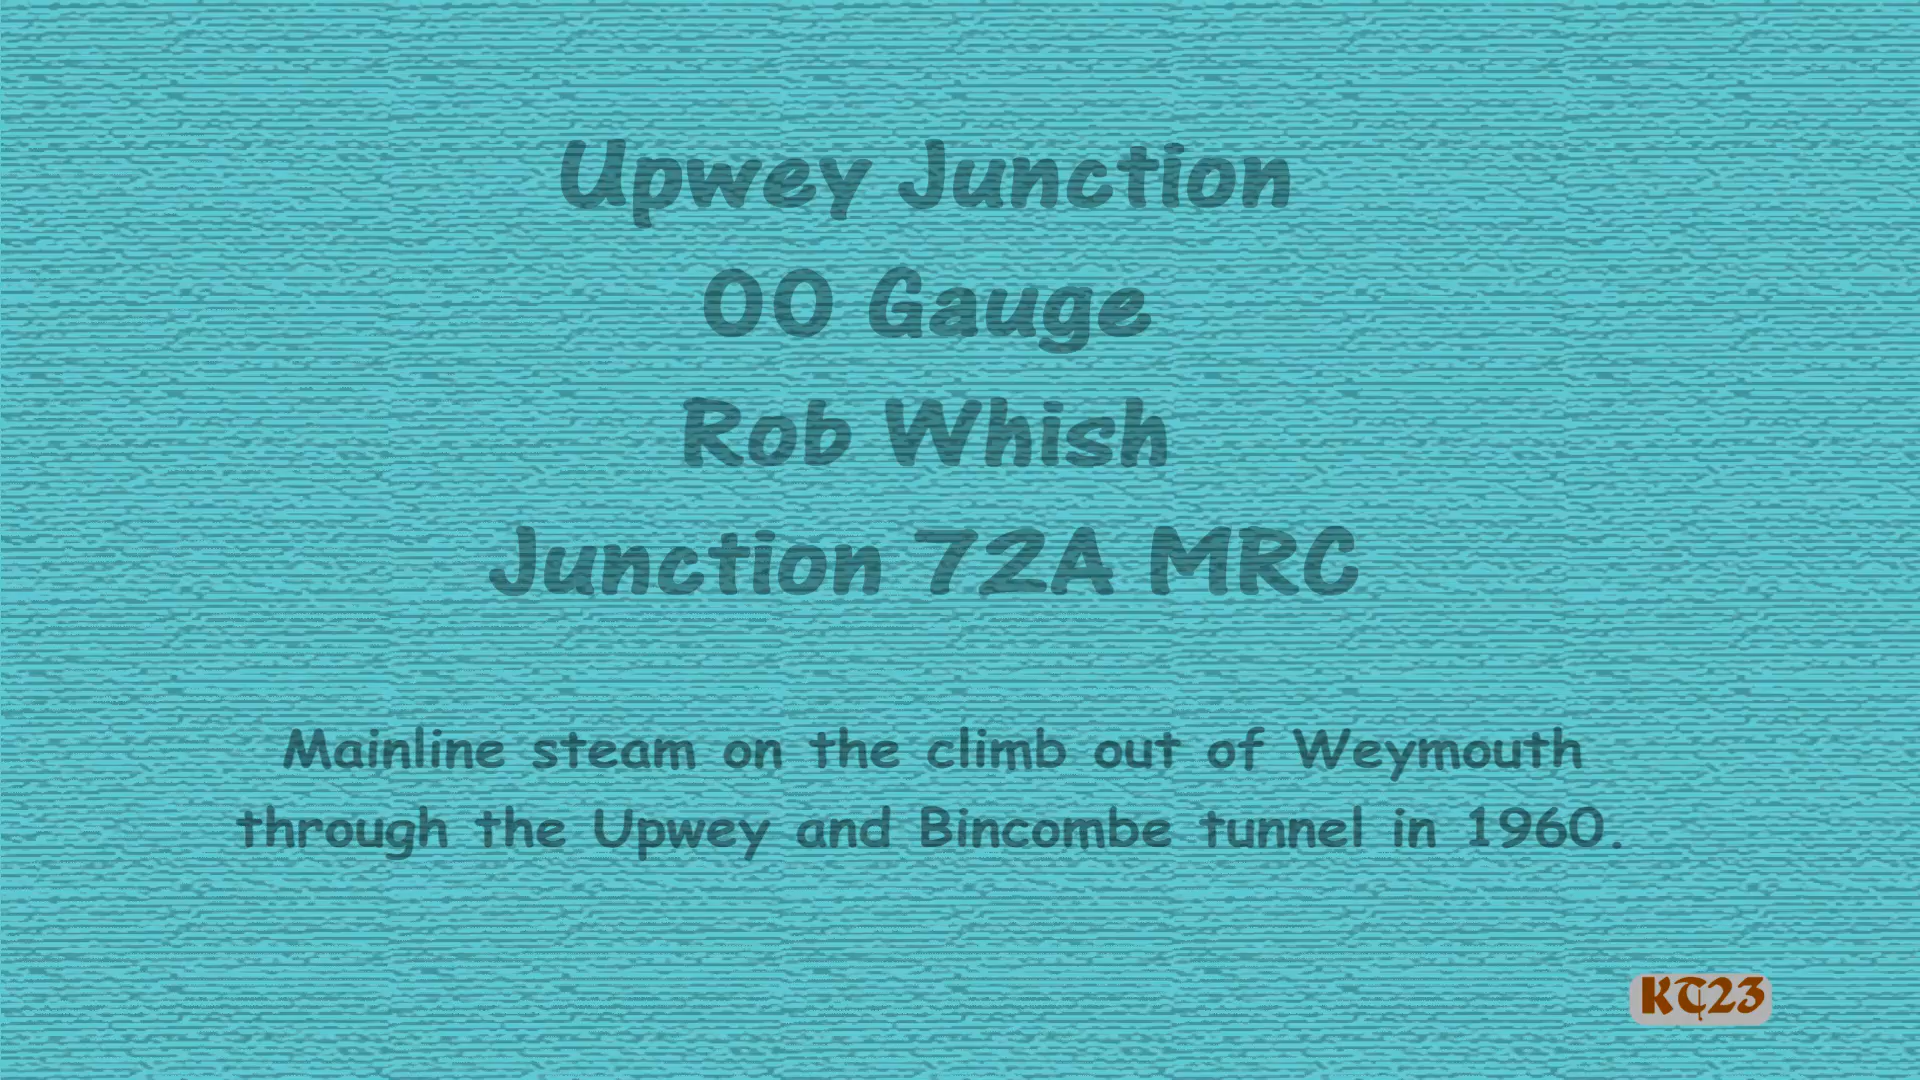 Upwey Junction
00 Gauge
Rob Whish
Junction 72A MRC
Mainline steam on the climb out of Weymouth
through the Upwey and Bincombe tunnel in 1960.
KT23